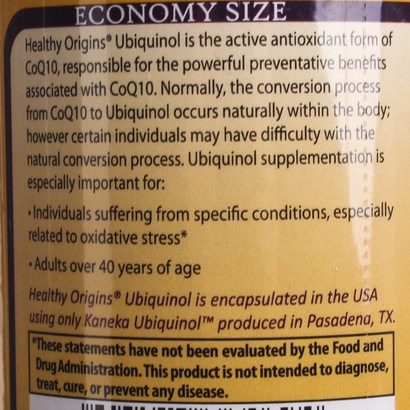 ECONOMY SIZE
Healthy Origins® Ubiquinol is the active antioxidant form of
CoQ10, responsible for the powerful preventative benefits
associated with CoQ10. Normally, the conversion process
from CoQ10 to Ubiquinol occurs naturally within the body;
however certain individuals may have difficulty with the
natural conversion process. Ubiquinol supplementation is
especially important for:
· Individuals suffering from specific conditions, especially
related to oxidative stress*
· Adults over 40 years of age
Healthy Origins® Ubiquinol is encapsulated in the USA
using only Kaneka Ubiquinol™ produced in Pasadena, TX.
*These statements have not been evaluated by the Food and
Drug Administration. This product is not intended to diagnose,
treat, cure, or prevent any disease.